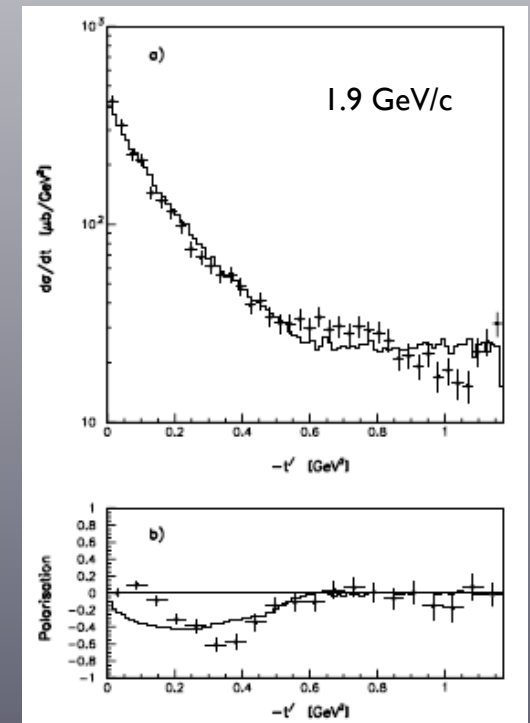 10³
a)
1.9 GeV/c
10²
dσ/dt [μb/GeV²]
10
0 0.2 0.4 0.6 0.8 1
-t′ [GeV²]
1
0.8
0.6
0.4
0.2
0
-0.2
-0.4
-0.6
-0.8
-1
b)
Polarisation
0 0.2 0.4 0.6 0.8 1
-t′ [GeV²]